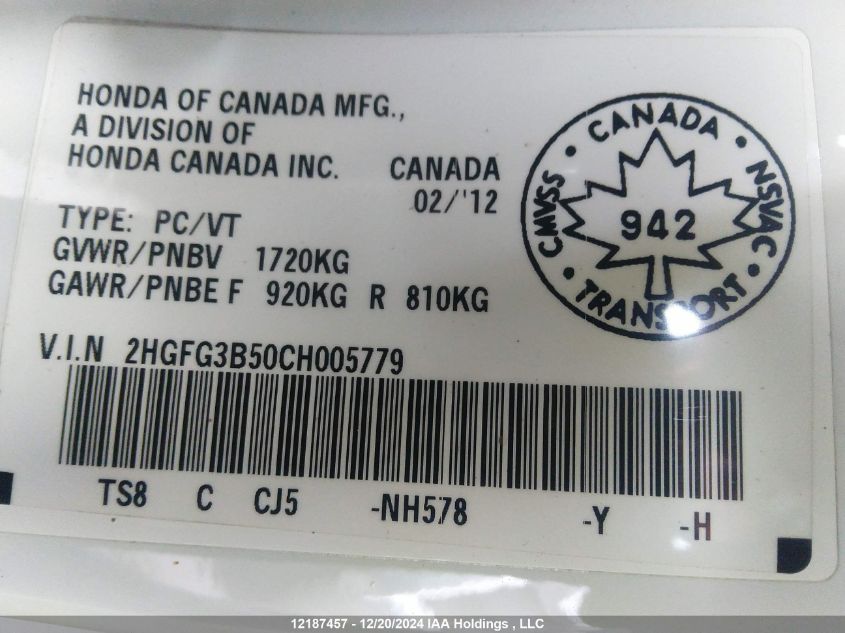 HONDA OF CANADA MFG.,
A DIVISION OF
HONDA CANADA INC. CANADA
02/'12
TYPE: PC/VT
GVWR/PNBV 1720KG
GAWR/PNBE F 920KG R 810KG
CANADA • NSVAC • TRANSPORT • CMVSS •
942
V.I.N 2HGFG3B50CH005779
TS8 C CJ5 -NH578 -Y -H
12187457 - 12/20/2024 IAA Holdings , LLC